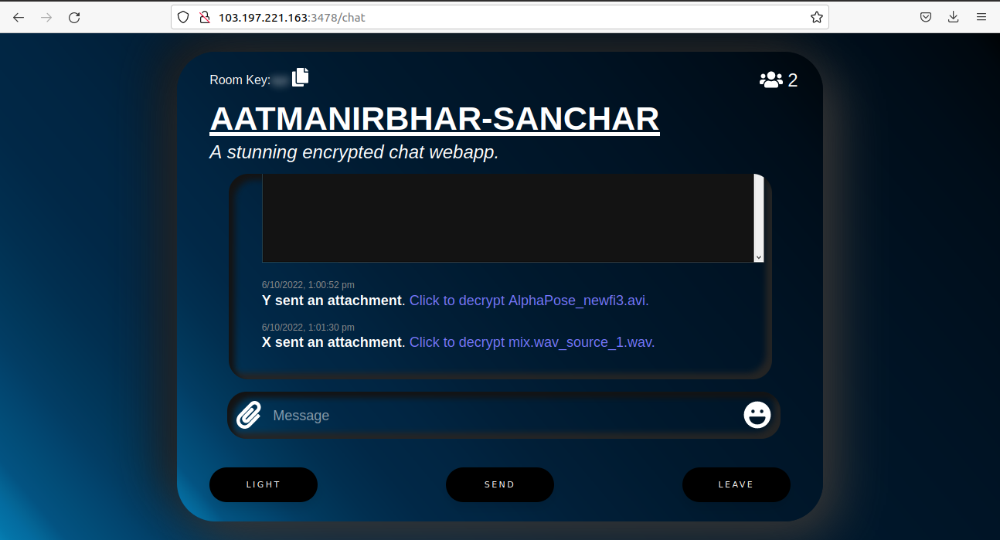 103.197.221.163:3478/chat
Room Key:
2
AATMANIRBHAR-SANCHAR
A stunning encrypted chat webapp.
6/10/2022, 1:00:52 pm
Y sent an attachment. Click to decrypt AlphaPose_newfi3.avi.
6/10/2022, 1:01:30 pm
X sent an attachment. Click to decrypt mix.wav_source_1.wav.
Message
LIGHT SEND LEAVE